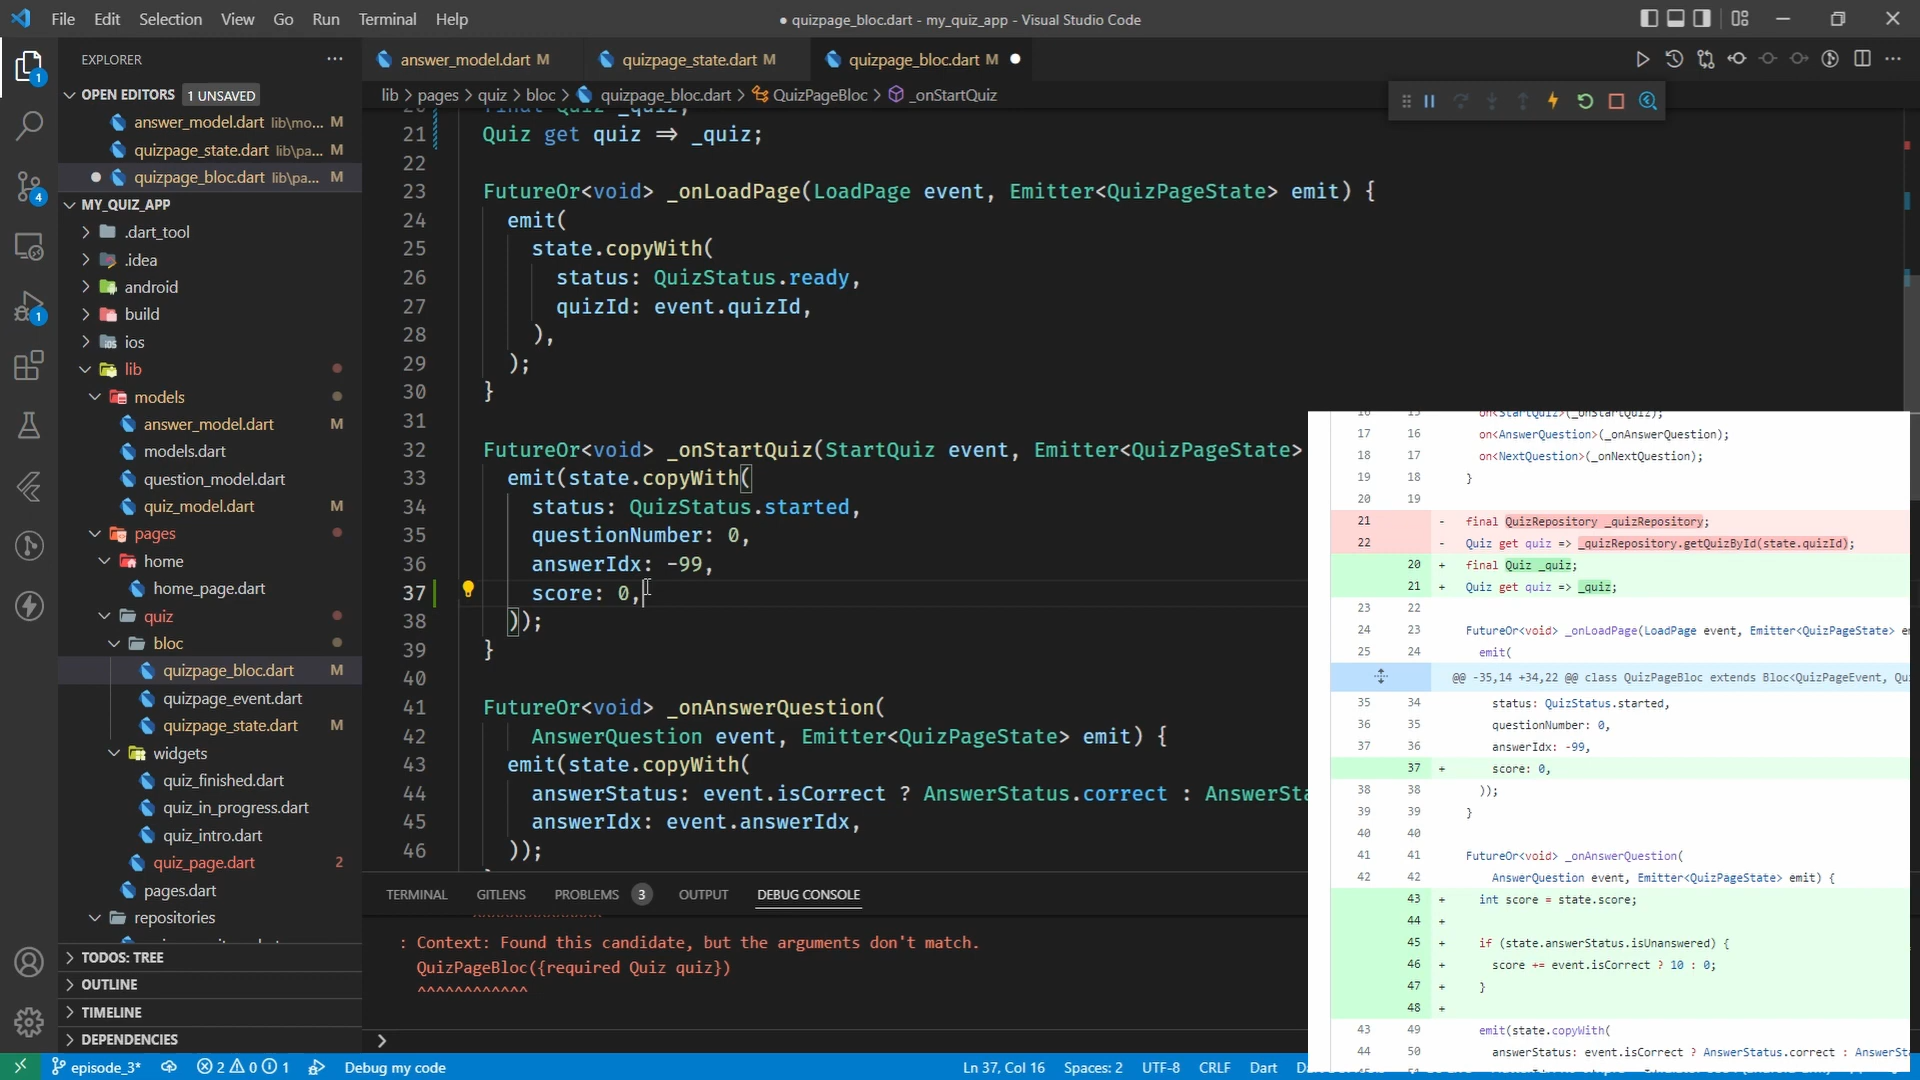 File Edit Selection View Go Run Terminal Help
● quizpage_bloc.dart - my_quiz_app - Visual Studio Code
EXPLORER
OPEN EDITORS 1 UNSAVED
answer_model.dart lib\mo... M
quizpage_state.dart lib\pa... M
quizpage_bloc.dart lib\pa... M
MY_QUIZ_APP
.dart_tool
.idea
android
build
ios
lib
models
answer_model.dart M
models.dart
question_model.dart
quiz_model.dart M
pages
home
home_page.dart
quiz
bloc
quizpage_bloc.dart M
quizpage_event.dart
quizpage_state.dart M
widgets
quiz_finished.dart
quiz_in_progress.dart
quiz_intro.dart
quiz_page.dart 2
pages.dart
repositories
TODOS: TREE
OUTLINE
TIMELINE
DEPENDENCIES
answer_model.dart M
quizpage_state.dart M
quizpage_bloc.dart M
lib > pages > quiz > bloc > quizpage_bloc.dart > QuizPageBloc > _onStartQuiz
20 final Quiz _quiz;
21 Quiz get quiz => _quiz;
22
23 FutureOr<void> _onLoadPage(LoadPage event, Emitter<QuizPageState> emit) {
24 emit(
25 state.copyWith(
26 status: QuizStatus.ready,
27 quizId: event.quizId,
28 ),
29 );
30 }
31
32 FutureOr<void> _onStartQuiz(StartQuiz event, Emitter<QuizPageState>
33 emit(state.copyWith(
34 status: QuizStatus.started,
35 questionNumber: 0,
36 answerIdx: -99,
37 score: 0,
38 ));
39 }
40
41 FutureOr<void> _onAnswerQuestion(
42 AnswerQuestion event, Emitter<QuizPageState> emit) {
43 emit(state.copyWith(
44 answerStatus: event.isCorrect ? AnswerStatus.correct : AnswerSta
45 answerIdx: event.answerIdx,
46 ));
16 15 on<StartQuiz>(_onStartQuiz);
17 16 on<AnswerQuestion>(_onAnswerQuestion);
18 17 on<NextQuestion>(_onNextQuestion);
19 18 }
20 19
21 - final QuizRepository _quizRepository;
22 - Quiz get quiz => _quizRepository.getQuizById(state.quizId);
20 + final Quiz _quiz;
21 + Quiz get quiz => _quiz;
23 22
24 23 FutureOr<void> _onLoadPage(LoadPage event, Emitter<QuizPageState> e
25 24 emit(
@@ -35,14 +34,22 @@ class QuizPageBloc extends Bloc<QuizPageEvent, Qu
35 34 status: QuizStatus.started,
36 35 questionNumber: 0,
37 36 answerIdx: -99,
37 + score: 0,
38 38 ));
39 39 }
40 40
41 41 FutureOr<void> _onAnswerQuestion(
42 42 AnswerQuestion event, Emitter<QuizPageState> emit) {
43 + int score = state.score;
44 +
45 + if (state.answerStatus.isUnanswered) {
46 + score += event.isCorrect ? 10 : 0;
47 + }
48 +
43 49 emit(state.copyWith(
44 50 answerStatus: event.isCorrect ? AnswerStatus.correct : AnswerSt
TERMINAL GITLENS PROBLEMS 3 OUTPUT DEBUG CONSOLE
: Context: Found this candidate, but the arguments don't match.
QuizPageBloc({required Quiz quiz})
^^^^^^^^^^^^
episode_3* 2 0 1 Debug my code Ln 37, Col 16 Spaces: 2 UTF-8 CRLF Dart